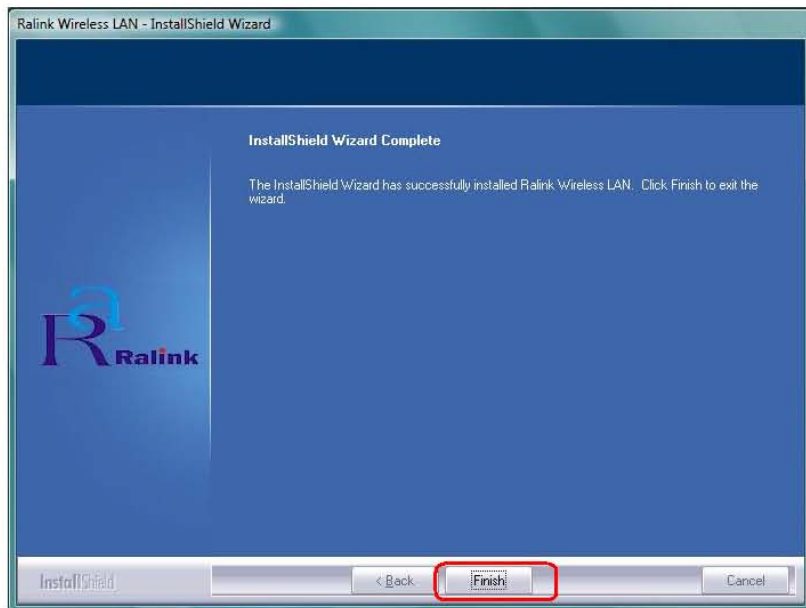 Ralink Wireless LAN - InstallShield Wizard
InstallShield Wizard Complete
The InstallShield Wizard has successfully installed Ralink Wireless LAN. Click Finish to exit the
wizard.
Ra
Ralink
InstallShield
< Back
Finish
Cancel